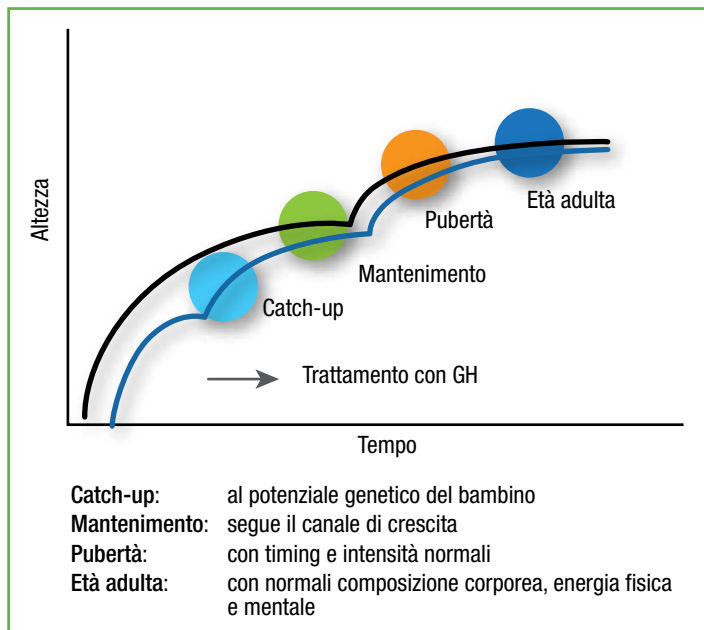 Altezza
Età adulta
Pubertà
Mantenimento
Catch-up
Trattamento con GH
Tempo
Catch-up: al potenziale genetico del bambino
Mantenimento: segue il canale di crescita
Pubertà: con timing e intensità normali
Età adulta: con normali composizione corporea, energia fisica
e mentale